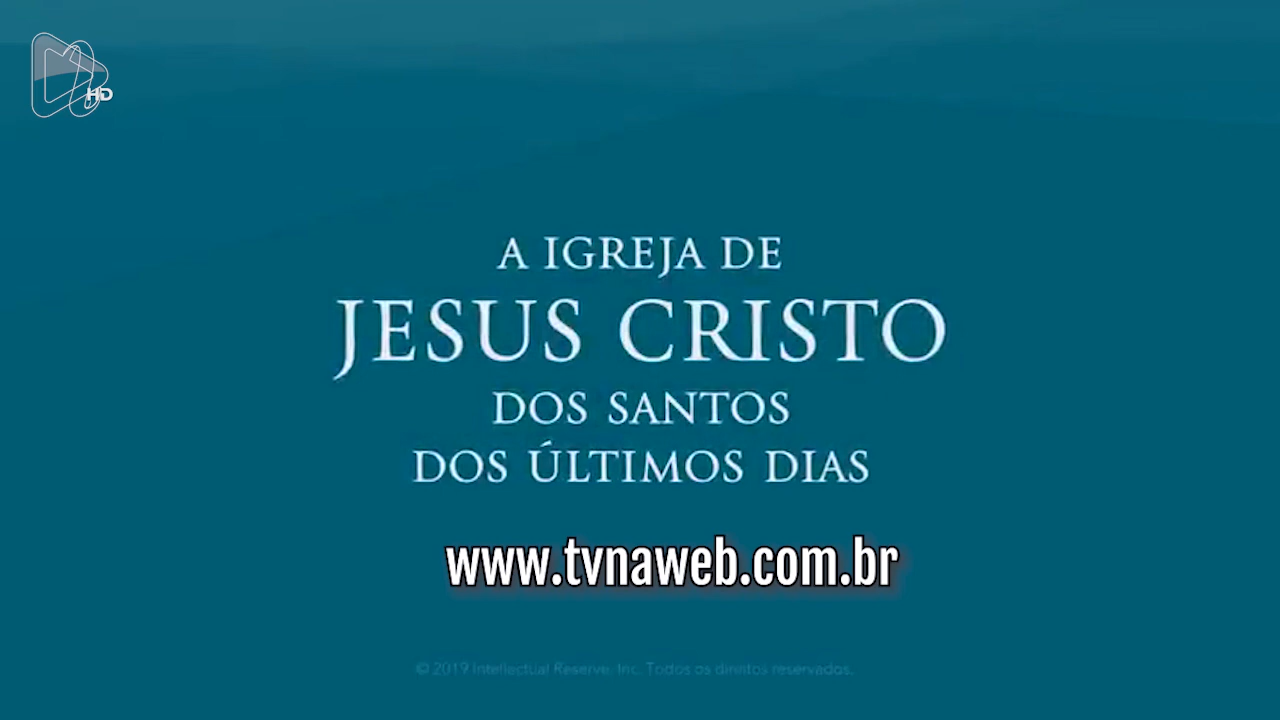 HD
A IGREJA DE
JESUS CRISTO
DOS SANTOS
DOS ÚLTIMOS DIAS
www.tvnaweb.com.br
© 2019 Intellectual Reserve, Inc. Todos os direitos reservados.